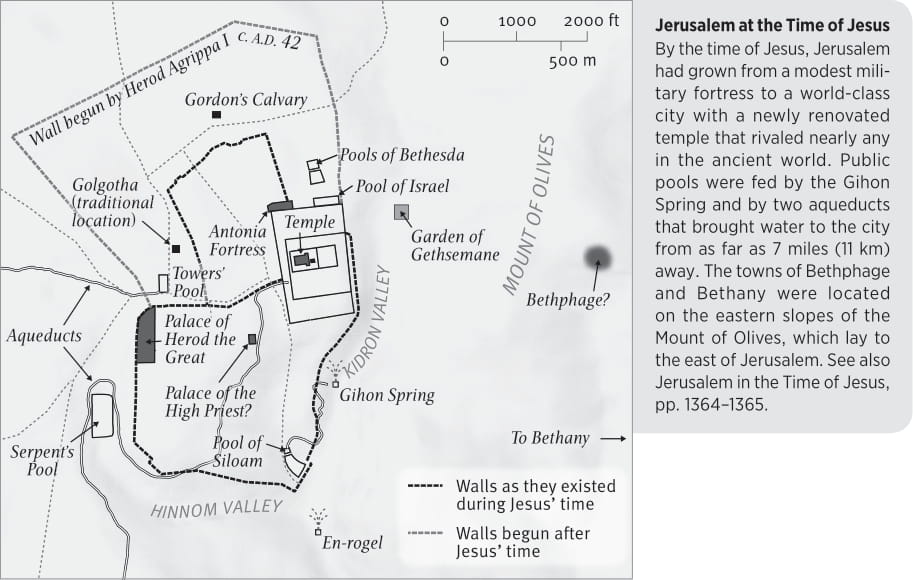 0 1000 2000 ft
0 500 m
Wall begun by Herod Agrippa I c. A.D. 42
Gordon's Calvary
Pools of Bethesda
Pool of Israel
Golgotha
(traditional
location)
Antonia
Fortress
Temple
Garden of
Gethsemane
MOUNT OF OLIVES
Bethphage?
Towers'
Pool
Aqueducts
Palace of
Herod the
Great
KIDRON VALLEY
Palace of the
High Priest?
Gihon Spring
Serpent's
Pool
Pool of
Siloam
To Bethany
HINNOM VALLEY
En-rogel
Walls as they existed
during Jesus' time
Walls begun after
Jesus' time
Jerusalem at the Time of Jesus
By the time of Jesus, Jerusalem
had grown from a modest mili-
tary fortress to a world-class
city with a newly renovated
temple that rivaled nearly any
in the ancient world. Public
pools were fed by the Gihon
Spring and by two aqueducts
that brought water to the city
from as far as 7 miles (11 km)
away. The towns of Bethphage
and Bethany were located
on the eastern slopes of the
Mount of Olives, which lay to
the east of Jerusalem. See also
Jerusalem in the Time of Jesus,
pp. 1364–1365.